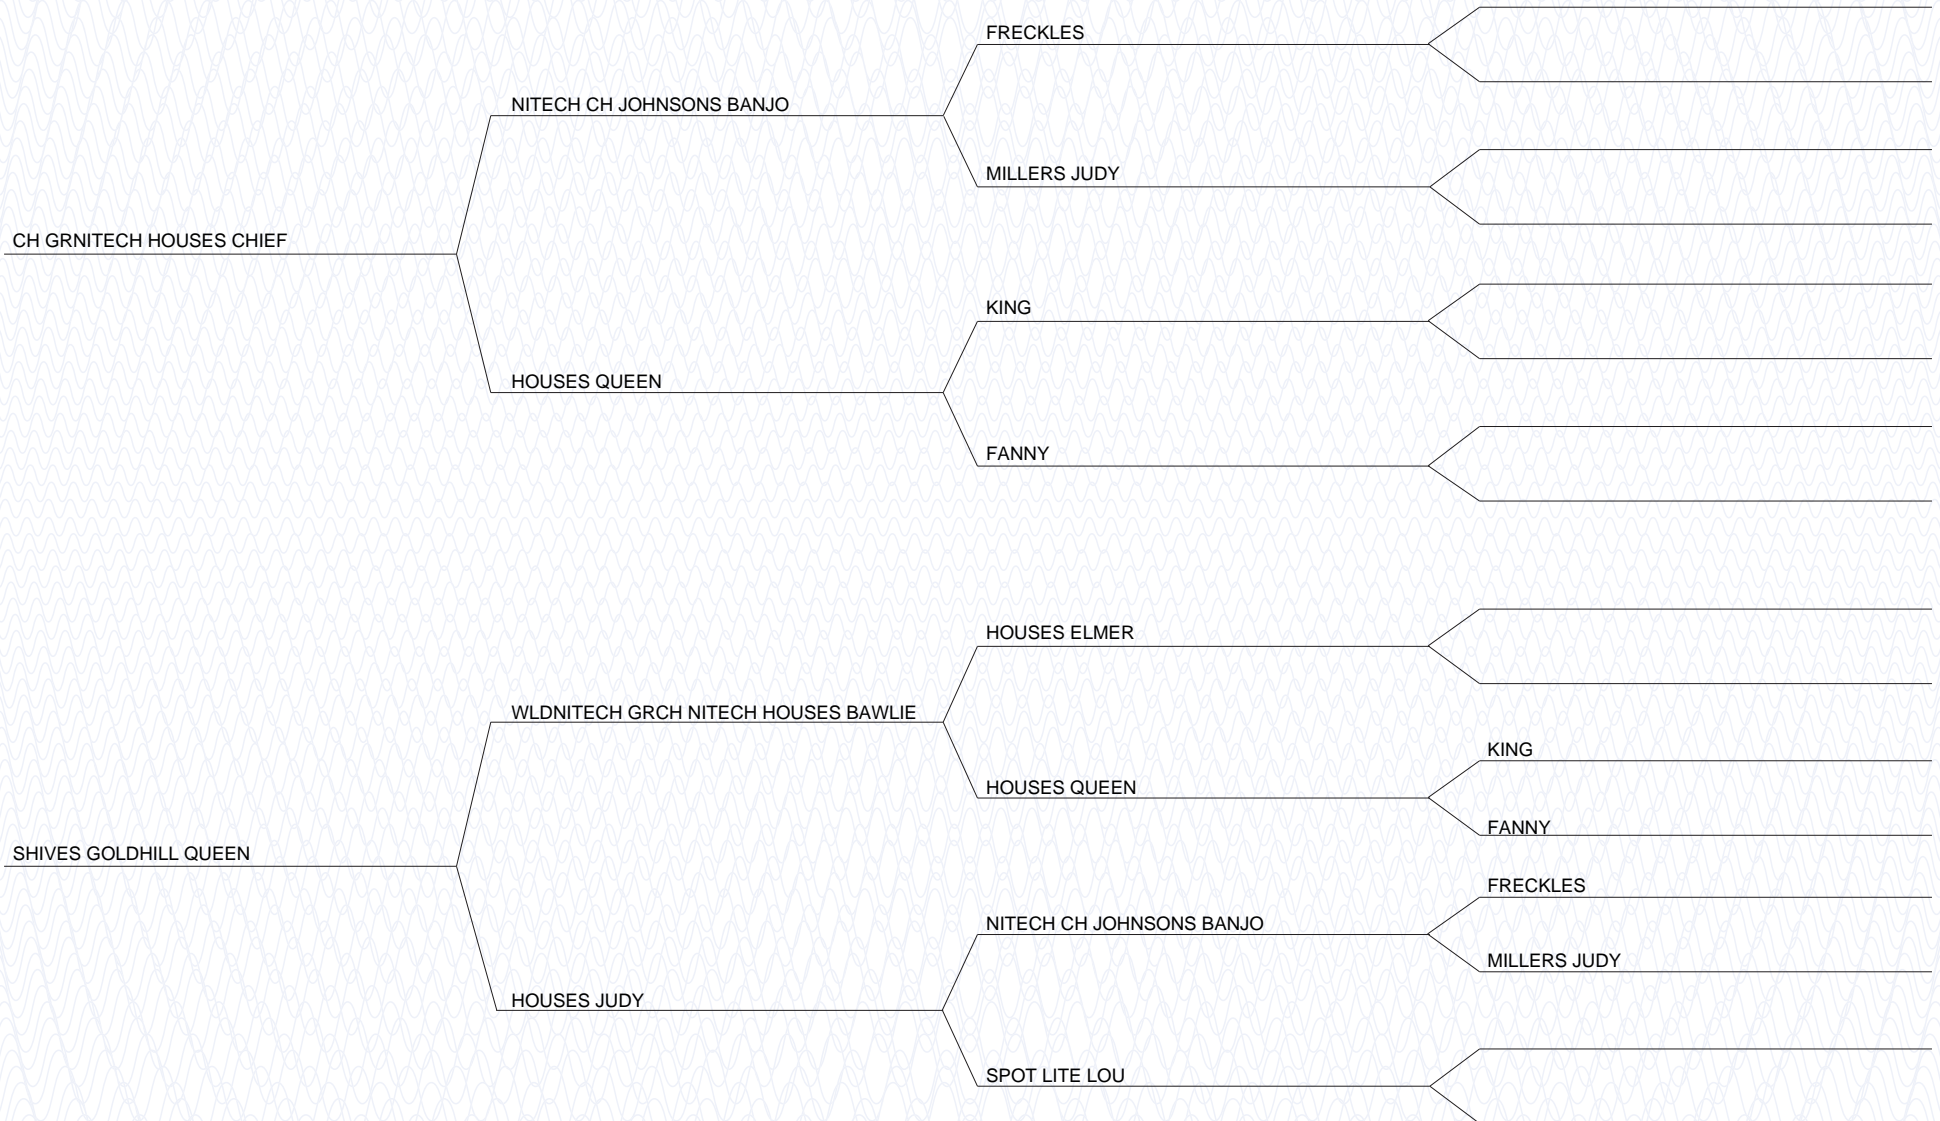 FRECKLES
NITECH CH JOHNSONS BANJO
MILLERS JUDY
CH GRNITECH HOUSES CHIEF
KING
HOUSES QUEEN
FANNY
HOUSES ELMER
WLDNITECH GRCH NITECH HOUSES BAWLIE
KING
HOUSES QUEEN
FANNY
SHIVES GOLDHILL QUEEN
FRECKLES
NITECH CH JOHNSONS BANJO
MILLERS JUDY
HOUSES JUDY
SPOT LITE LOU